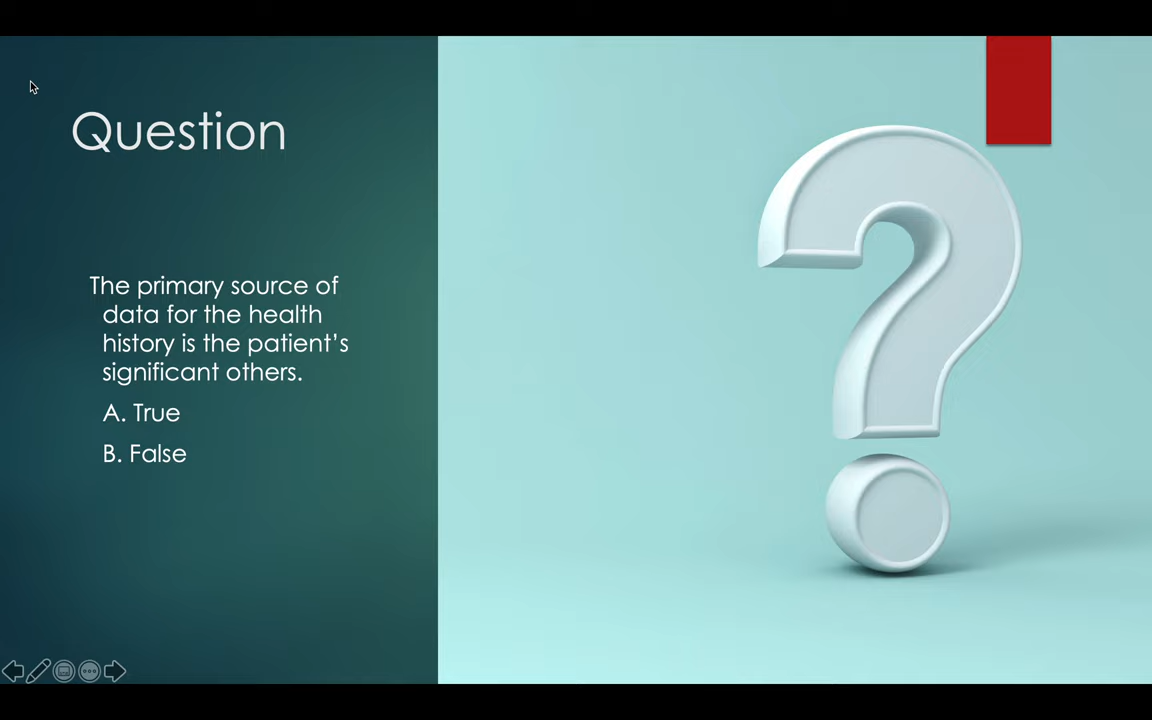 Question
The primary source of
data for the health
history is the patient’s
significant others.
A. True
B. False